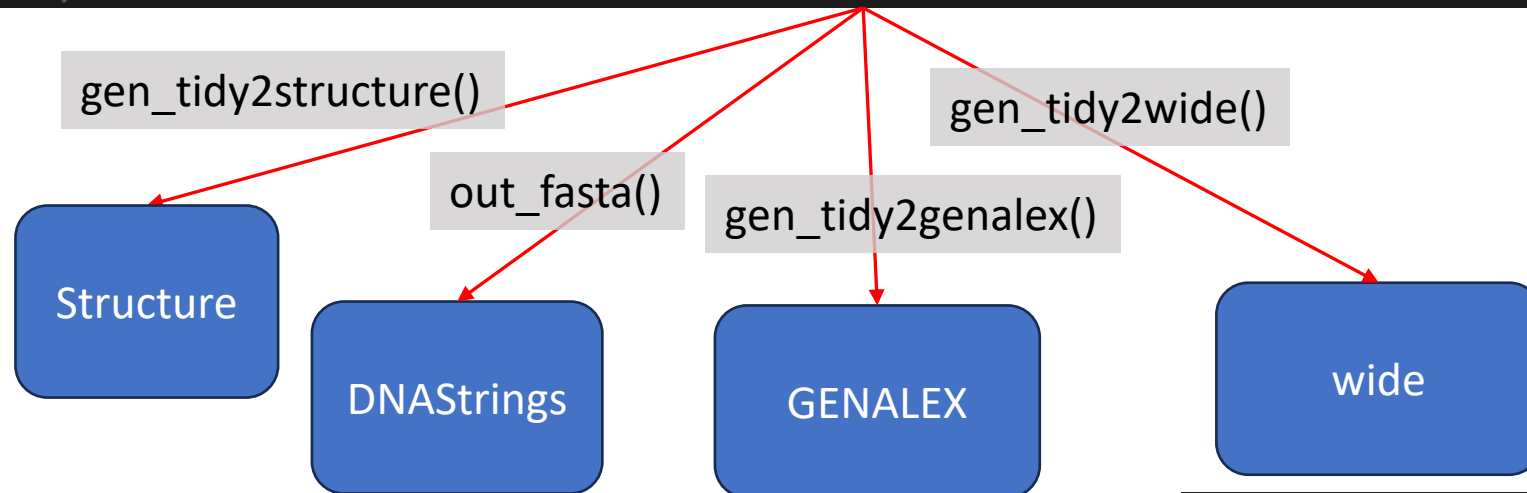 gen_tidy2structure()
gen_tidy2wide()
out_fasta()
gen_tidy2genalex()
Structure
DNAStrings
GENALEX
wide